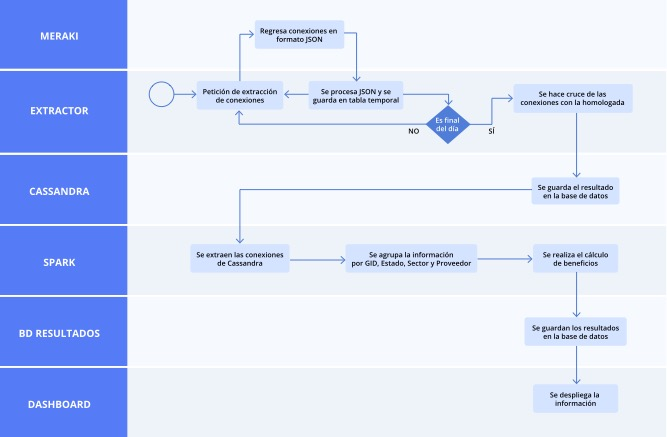 MERAKI
Regresa conexiones en
formato JSON
EXTRACTOR
Petición de extracción
de conexiones
Se procesa JSON y se
guarda en tabla temporal
Es final
del día
NO
SÍ
Se hace cruce de las
conexiones con la homologada
CASSANDRA
Se guarda el resultado
en la base de datos
SPARK
Se extraen las conexiones
de Cassandra
Se agrupa la información
por GID, Estado, Sector y Proveedor
Se realiza el cálculo
de beneficios
BD RESULTADOS
Se guardan los resultados
en la base de datos
DASHBOARD
Se despliega la
información